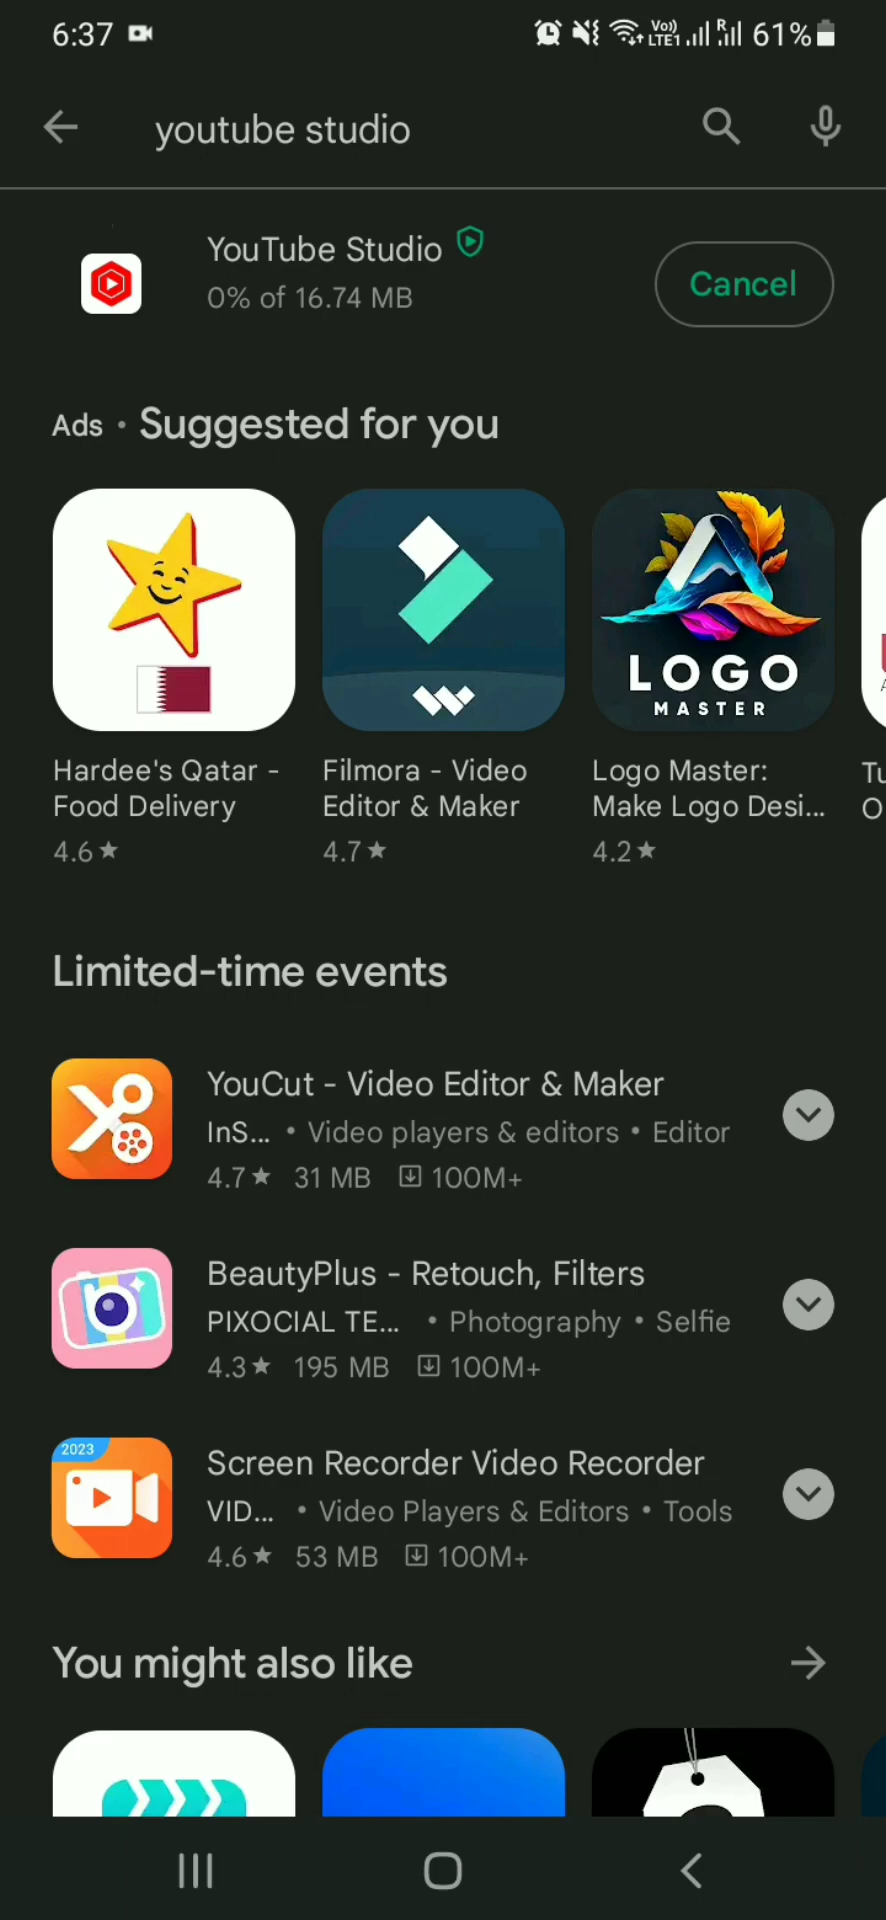 6:37
Vo)) LTE1 R 61%
youtube studio
YouTube Studio
0% of 16.74 MB
Cancel
Ads • Suggested for you
LOGO
MASTER
Hardee's Qatar -
Food Delivery
4.6★
Filmora - Video
Editor & Maker
4.7★
Logo Master:
Make Logo Desi...
4.2★
Limited-time events
YouCut - Video Editor & Maker
InS... • Video players & editors • Editor
4.7★ 31 MB 100M+
BeautyPlus - Retouch, Filters
PIXOCIAL TE... • Photography • Selfie
4.3★ 195 MB 100M+
2023
Screen Recorder Video Recorder
VID... • Video Players & Editors • Tools
4.6★ 53 MB 100M+
You might also like